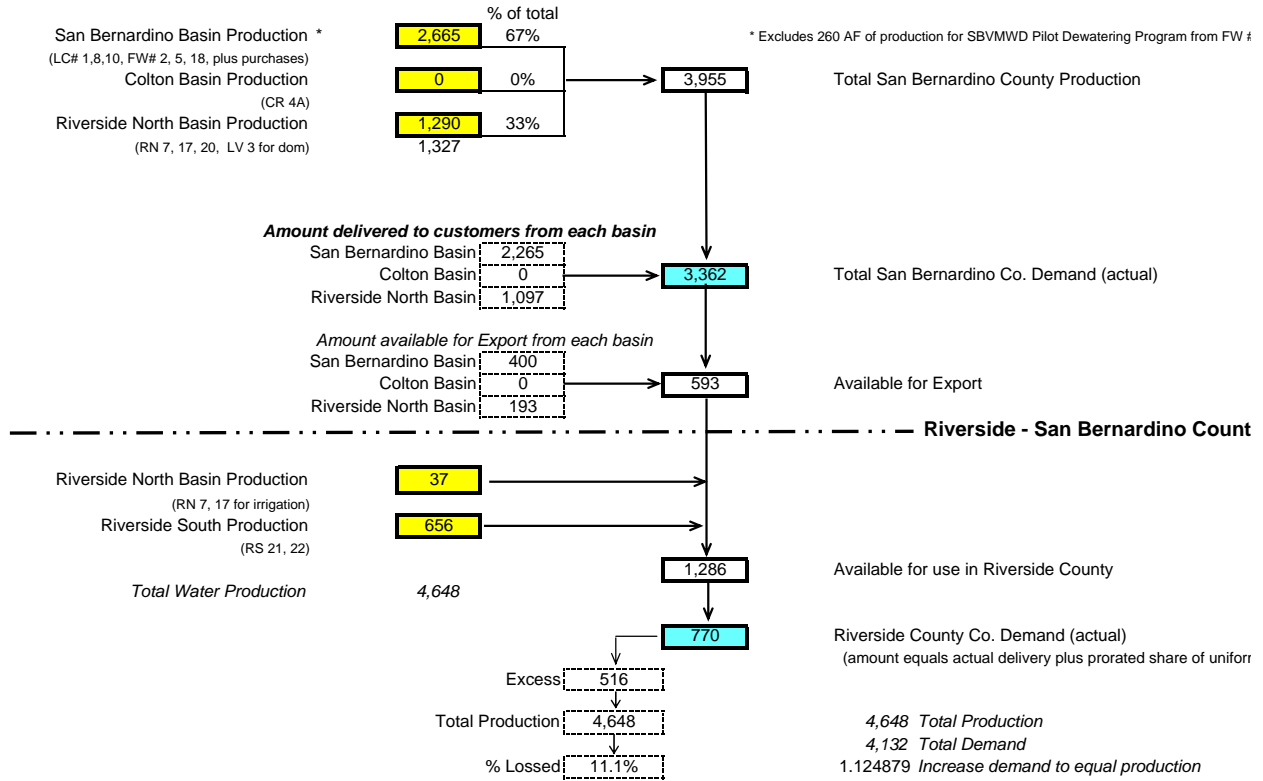 % of total
San Bernardino Basin Production * 2,665 67% * Excludes 260 AF of production for SBVMWD Pilot Dewatering Program from FW #
(LC# 1,8,10, FW# 2, 5, 18, plus purchases)
Colton Basin Production 0 0% 3,955 Total San Bernardino County Production
(CR 4A)
Riverside North Basin Production 1,290 33%
(RN 7, 17, 20, LV 3 for dom) 1,327
Amount delivered to customers from each basin
San Bernardino Basin 2,265
Colton Basin 0 3,362 Total San Bernardino Co. Demand (actual)
Riverside North Basin 1,097
Amount available for Export from each basin
San Bernardino Basin 400
Colton Basin 0 593 Available for Export
Riverside North Basin 193
Riverside - San Bernardino Count
Riverside North Basin Production 37
(RN 7, 17 for irrigation)
Riverside South Production 656
(RS 21, 22)
1,286 Available for use in Riverside County
Total Water Production 4,648
770 Riverside County Co. Demand (actual)
(amount equals actual delivery plus prorated share of
Excess 516
Total Production 4,648 4,648 Total Production
4,132 Total Demand
% Lossed 11.1% 1.124879 Increase demand to equal production